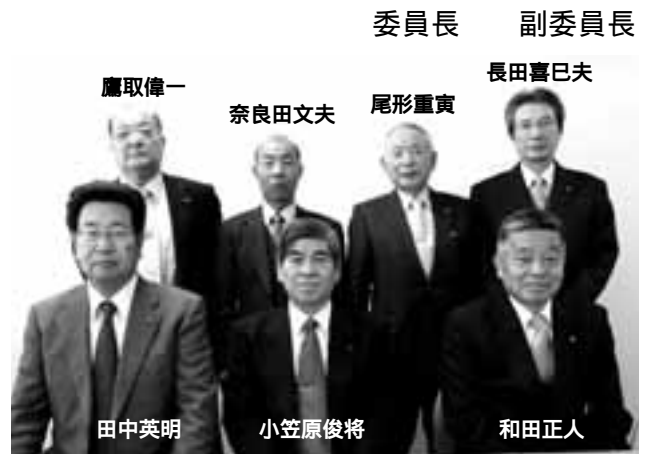 委員長 副委員長
鷹取偉一 奈良田文夫 尾形重寅 長田喜巳夫
田中英明 小笠原俊将 和田正人